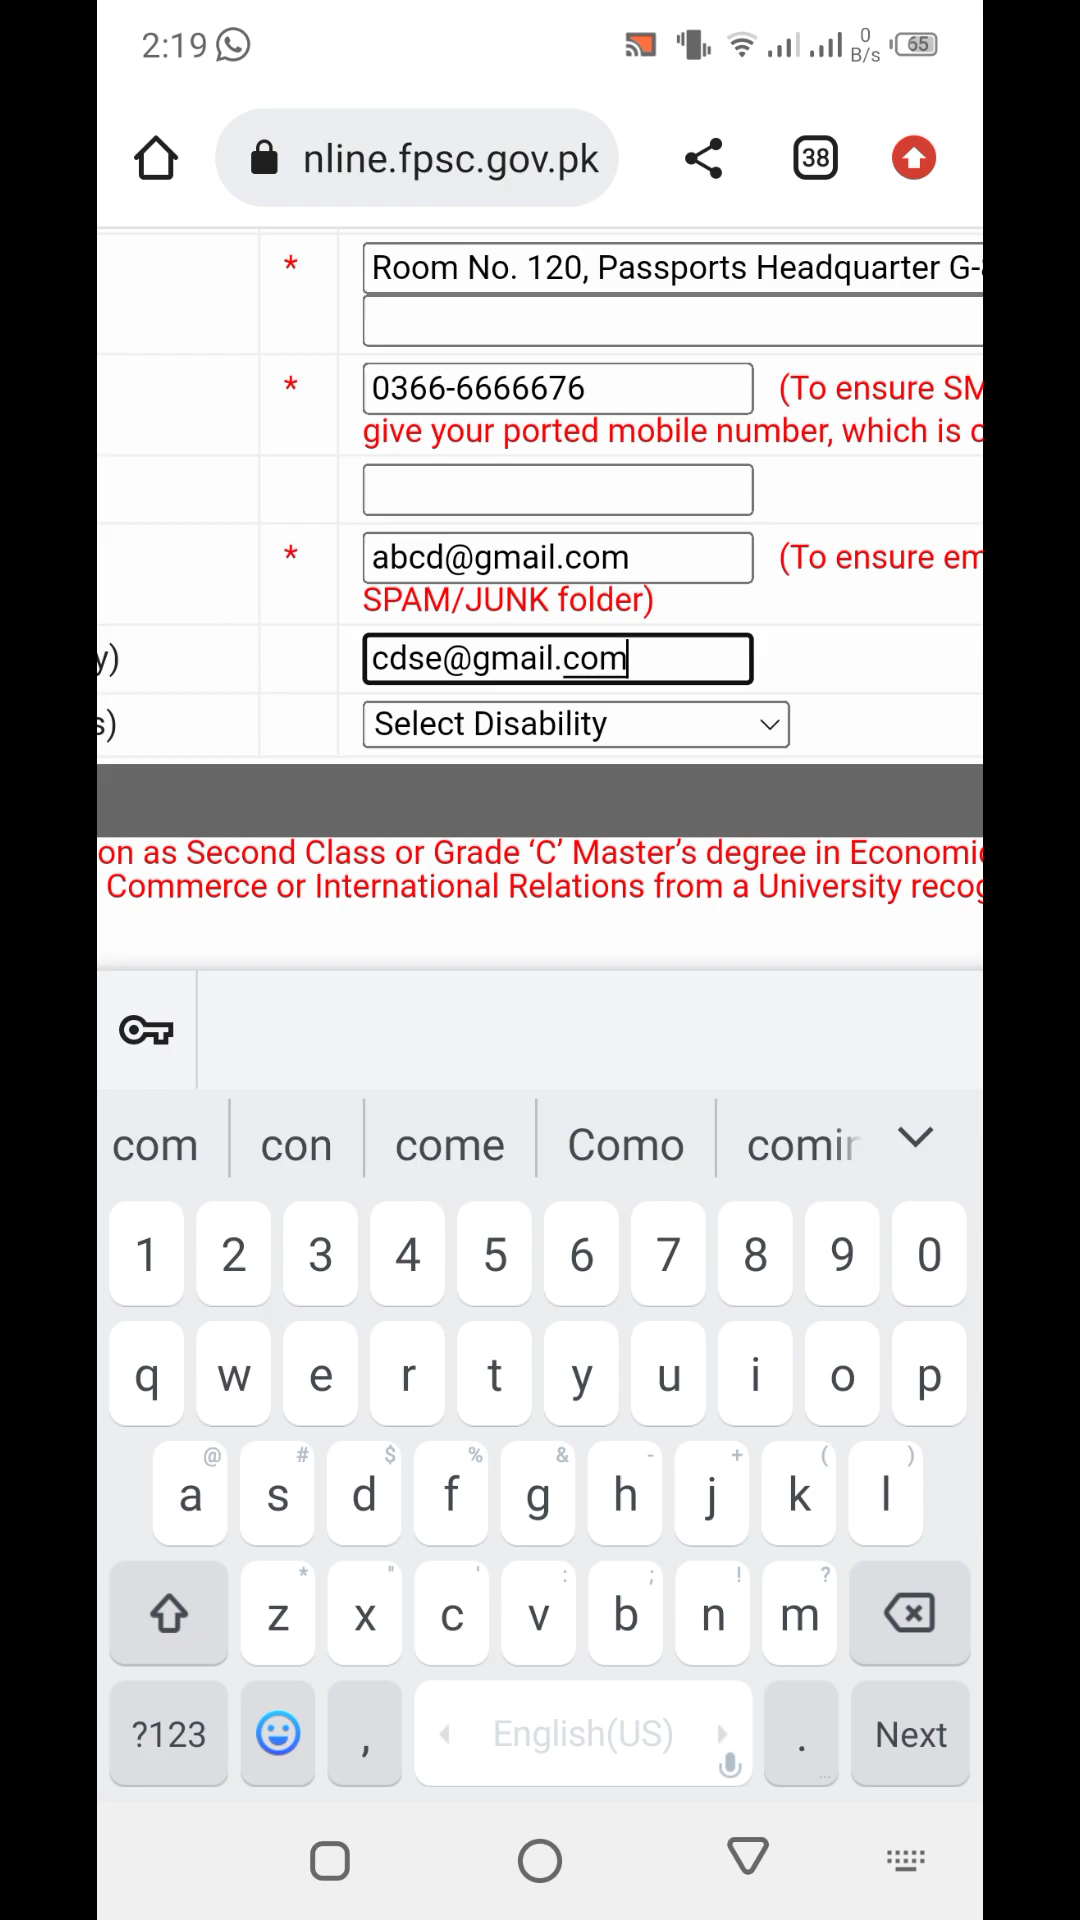 2:19
0 B/s 65
nline.fpsc.gov.pk 38
* Room No. 120, Passports Headquarter G-
* 0366-6666676 (To ensure SM
give your ported mobile number, which is c
* abcd@gmail.com (To ensure em
SPAM/JUNK folder)
y) cdse@gmail.com
s) Select Disability
on as Second Class or Grade ‘C’ Master’s degree in Economi
Commerce or International Relations from a University recog
com con come Como comin
1 2 3 4 5 6 7 8 9 0
q w e r t y u i o p
@ # $ % & - + ( )
a s d f g h j k l
* " ' : ; ! ?
z x c v b n m
?123 , English(US) . Next